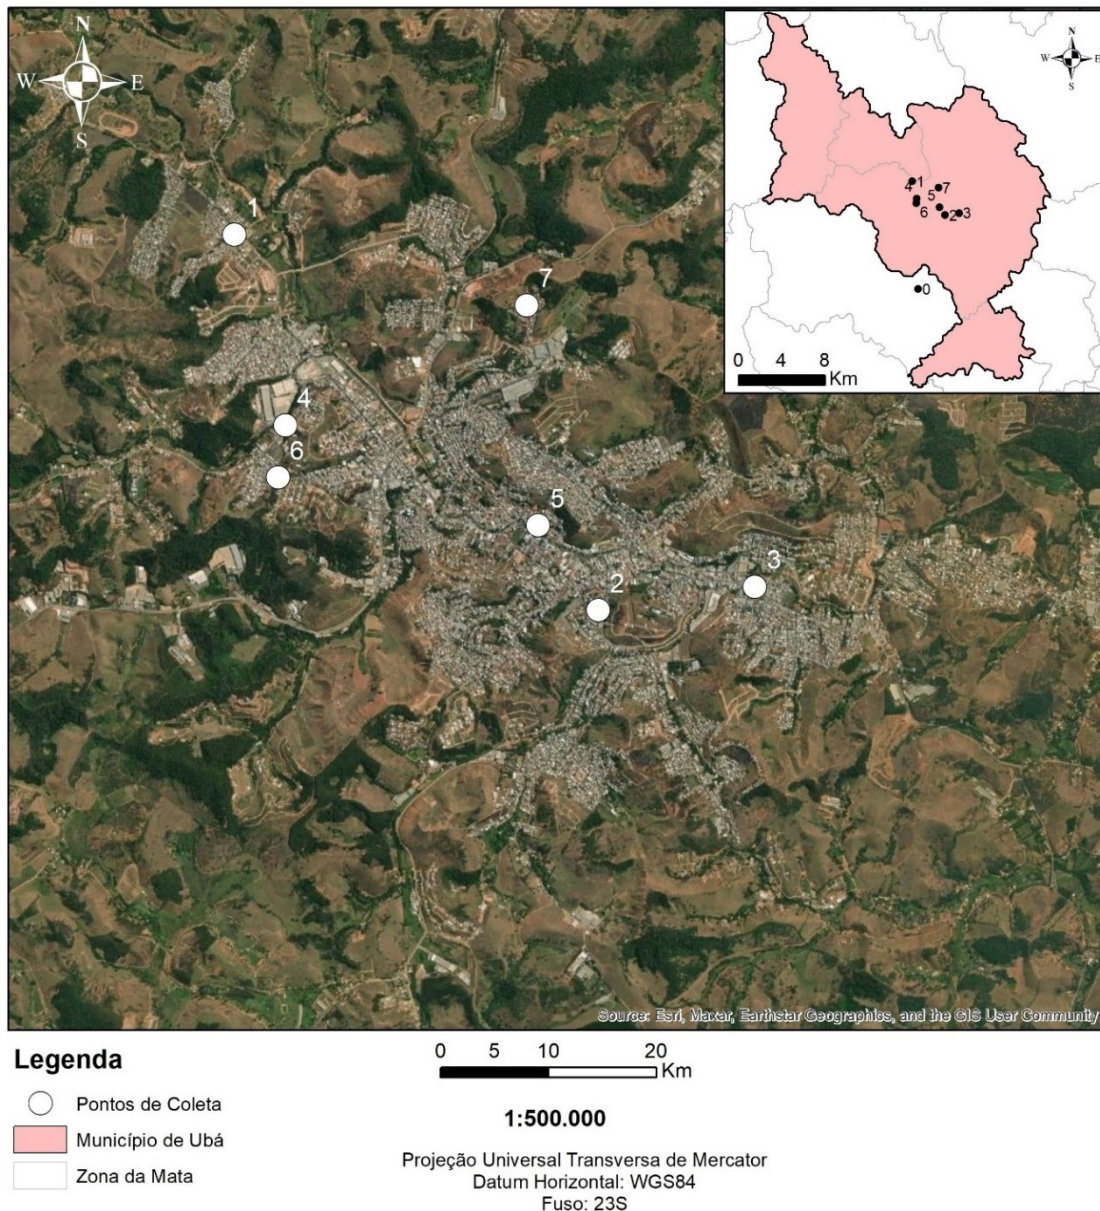 N
W E
S
N
W E
S
1
7
4
6
5
2
3
1
4 7
5
6 2 3
0
0 4 8
Km
Source: Esri, Maxar, Earthstar Geographics, and the GIS User Community
Legenda
Pontos de Coleta
Município de Ubá
Zona da Mata
0 5 10 20
Km
1:500.000
Projeção Universal Transversa de Mercator
Datum Horizontal: WGS84
Fuso: 23S